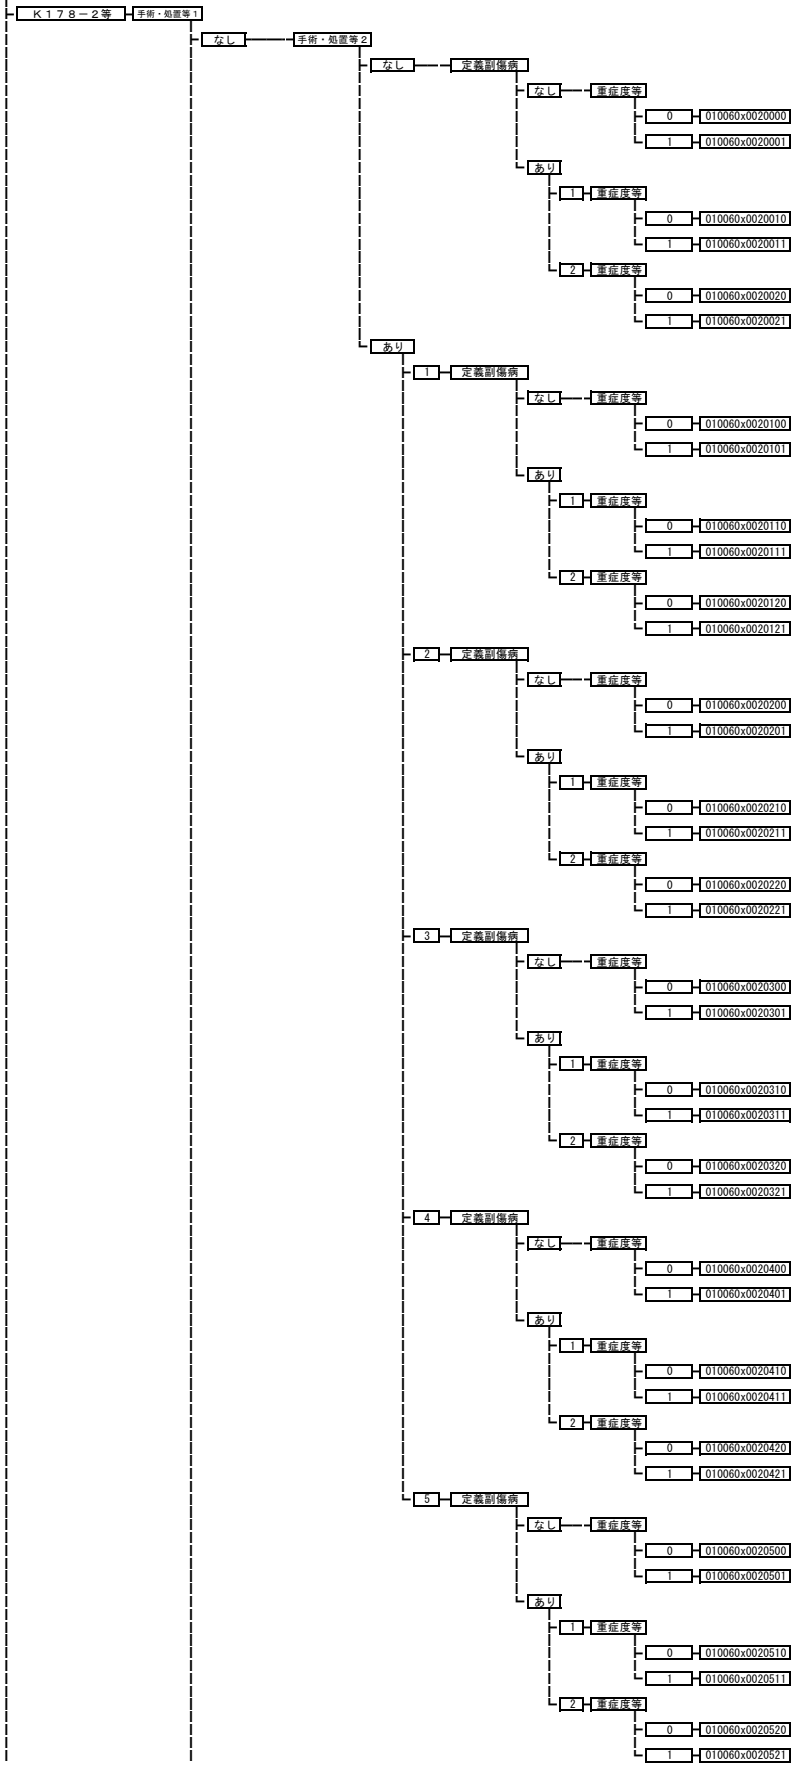 K178-2等 手術・処置等1
なし 手術・処置等2
なし 定義副傷病
なし 重症度等
0 010060x0020000
1 010060x0020001
あり
1 重症度等
0 010060x0020010
1 010060x0020011
2 重症度等
0 010060x0020020
1 010060x0020021
あり
1 定義副傷病
なし 重症度等
0 010060x0020100
1 010060x0020101
あり
1 重症度等
0 010060x0020110
1 010060x0020111
2 重症度等
0 010060x0020120
1 010060x0020121
2 定義副傷病
なし 重症度等
0 010060x0020200
1 010060x0020201
あり
1 重症度等
0 010060x0020210
1 010060x0020211
2 重症度等
0 010060x0020220
1 010060x0020221
3 定義副傷病
なし 重症度等
0 010060x0020300
1 010060x0020301
あり
1 重症度等
0 010060x0020310
1 010060x0020311
2 重症度等
0 010060x0020320
1 010060x0020321
4 定義副傷病
なし 重症度等
0 010060x0020400
1 010060x0020401
あり
1 重症度等
0 010060x0020410
1 010060x0020411
2 重症度等
0 010060x0020420
1 010060x0020421
5 定義副傷病
なし 重症度等
0 010060x0020500
1 010060x0020501
あり
1 重症度等
0 010060x0020510
1 010060x0020511
2 重症度等
0 010060x0020520
1 010060x0020521